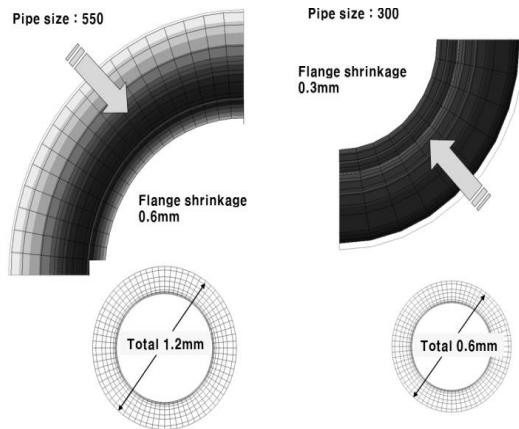 Pipe size : 550
Pipe size : 300
Flange shrinkage
0.3mm
Flange shrinkage
0.6mm
Total 1.2mm
Total 0.6mm